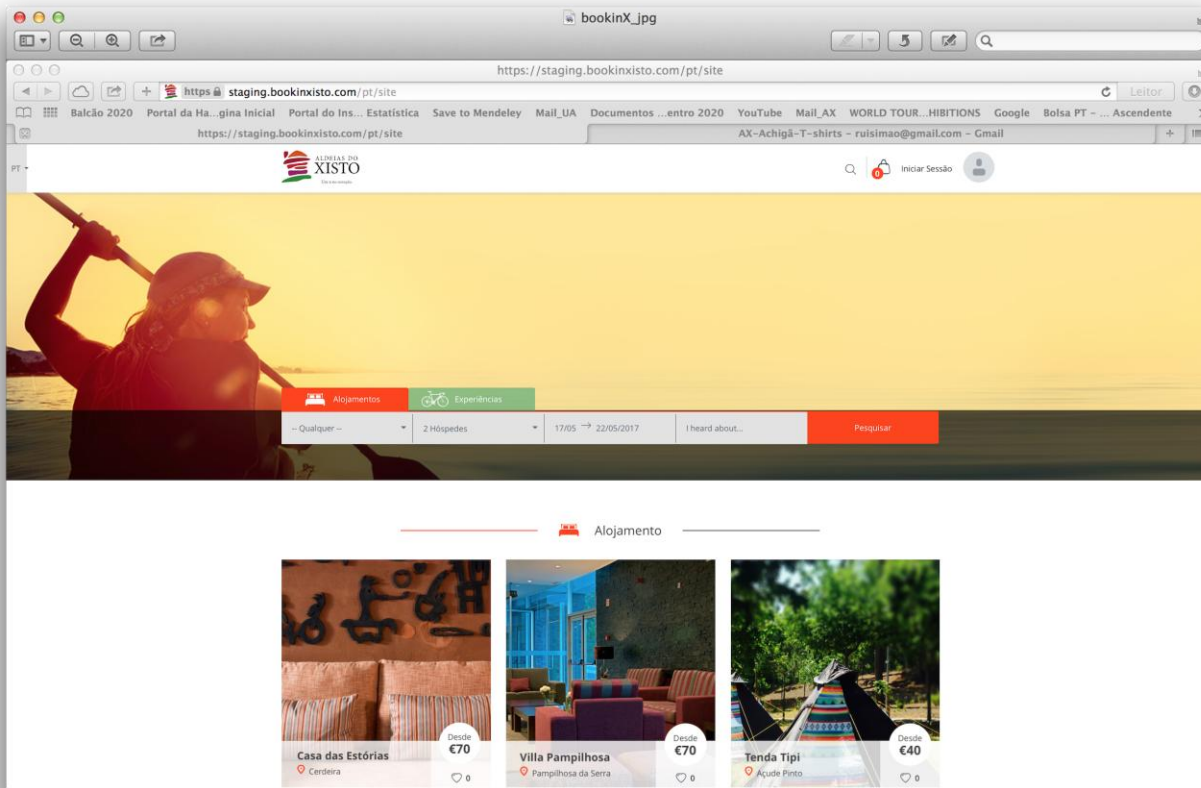 bookinX_jpg
https://staging.bookinxisto.com/pt/site
https staging.bookinxisto.com/pt/site
Leitor
Balcão 2020 Portal da Ha...gina Inicial Portal do Ins... Estatística Save to Mendeley Mail_UA Documentos ...entro 2020 YouTube Mail_AX WORLD TOUR...HIBITIONS Google Bolsa PT - ... Ascendente
https://staging.bookinxisto.com/pt/site
AX-Achigã-T-shirts - ruisimao@gmail.com - Gmail
PT
ALDEIAS DO
XISTO
0
Iniciar Sessão
Alojamentos
Experiências
-- Qualquer --
2 Hóspedes
17/05 → 22/05/2017
I heard about...
Pesquisar
Alojamento
Desde
€70
Casa das Estórias
Cerdeira
0
Desde
€70
Villa Pampilhosa
Pampilhosa da Serra
0
Desde
€40
Tenda Tipi
Açude Pinto
0